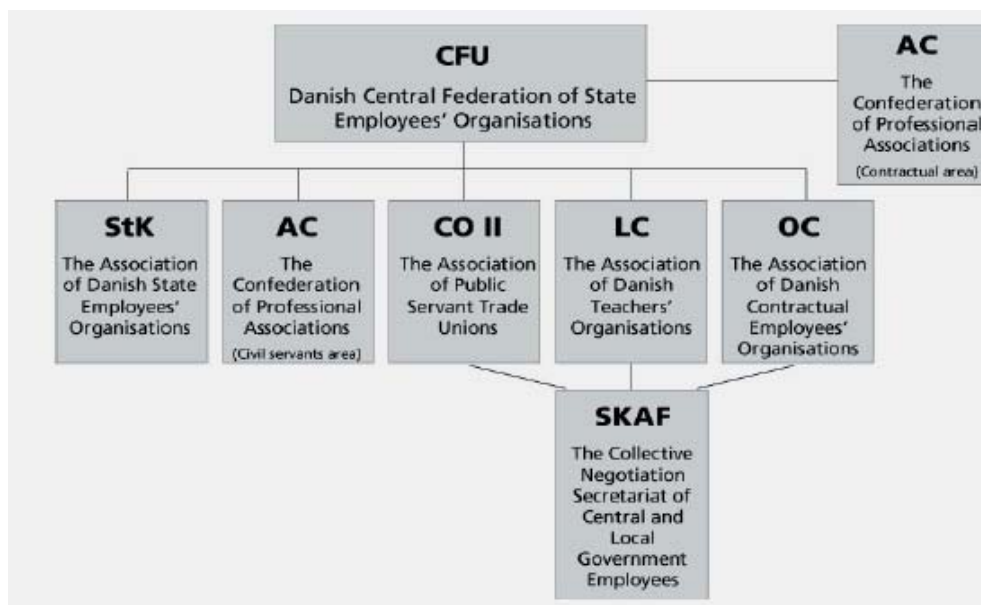 CFU
Danish Central Federation of State
Employees' Organisations
AC
The
Confederation
of Professional
Associations
(Contractual area)
StK
The Association
of Danish State
Employees'
Organisations
AC
The
Confederation
of Professional
Associations
(Civil servants area)
CO II
The Association
of Public
Servant Trade
Unions
LC
The Association
of Danish
Teachers'
Organisations
OC
The Association
of Danish
Contractual
Employees'
Organisations
SKAF
The Collective
Negotiation
Secretariat of
Central and
Local
Government
Employees